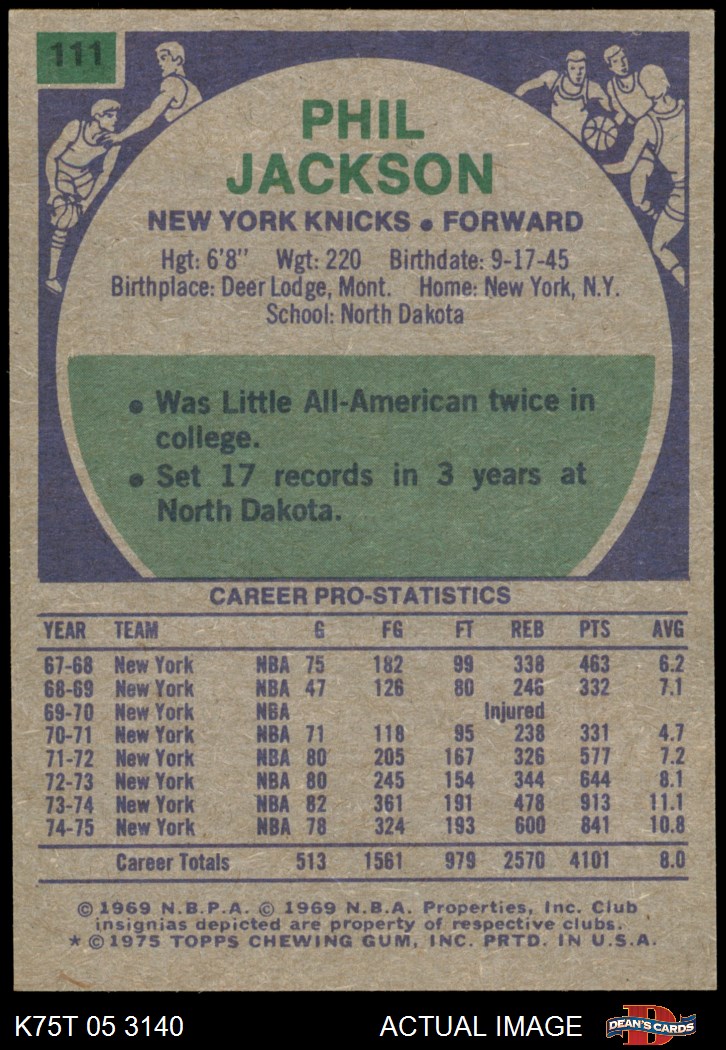 111
PHIL
JACKSON
NEW YORK KNICKS • FORWARD
Hgt: 6'8" Wgt: 220 Birthdate: 9-17-45
Birthplace: Deer Lodge, Mont. Home: New York, N.Y.
School: North Dakota
• Was Little All-American twice in
college.
• Set 17 records in 3 years at
North Dakota.
CAREER PRO-STATISTICS
YEAR TEAM G FG FT REB PTS AVG
67-68 New York NBA 75 182 99 338 463 6.2
68-69 New York NBA 47 126 80 246 332 7.1
69-70 New York NBA Injured
70-71 New York NBA 71 118 95 238 331 4.7
71-72 New York NBA 80 205 167 326 577 7.2
72-73 New York NBA 80 245 154 344 644 8.1
73-74 New York NBA 82 361 191 478 913 11.1
74-75 New York NBA 78 324 193 600 841 10.8
Career Totals 513 1561 979 2570 4101 8.0
© 1969 N.B.P.A. © 1969 N.B.A. Properties, Inc. Club
insignias depicted are property of respective clubs.
* © 1975 TOPPS CHEWING GUM, INC. PRTD. IN U.S.A.
K75T 05 3140 ACTUAL IMAGE D DEAN'S CARDS